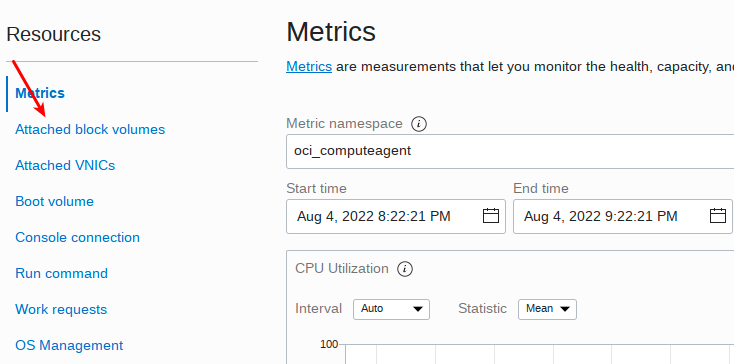 Resources
Metrics
Attached block volumes
Attached VNICs
Boot volume
Console connection
Run command
Work requests
OS Management
Metrics
Metrics are measurements that let you monitor the health, capacity, and
Metric namespace
oci_computeagent
Start time
End time
Aug 4, 2022 8:22:21 PM
Aug 4, 2022 9:22:21 PM
CPU Utilization
Interval Auto Statistic Mean
100